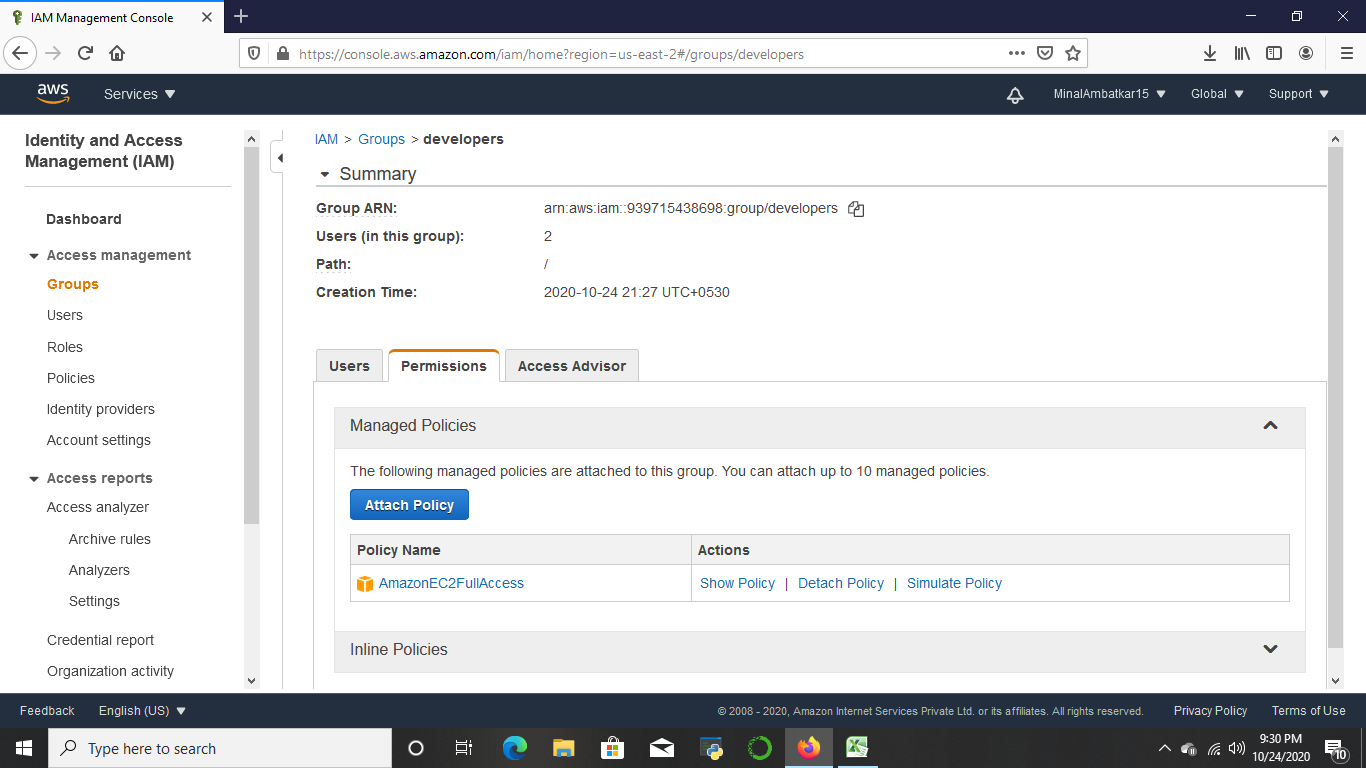 IAM Management Console
https://console.aws.amazon.com/iam/home?region=us-east-2#/groups/developers
aws Services MinalAmbatkar15 Global Support
Identity and Access
Management (IAM)
Dashboard
Access management
Groups
Users
Roles
Policies
Identity providers
Account settings
Access reports
Access analyzer
Archive rules
Analyzers
Settings
Credential report
Organization activity
IAM > Groups > developers
Summary
Group ARN: arn:aws:iam::939715438698:group/developers
Users (in this group): 2
Path: /
Creation Time: 2020-10-24 21:27 UTC+0530
Users Permissions Access Advisor
Managed Policies
The following managed policies are attached to this group. You can attach up to 10 managed policies.
Attach Policy
Policy Name Actions
AmazonEC2FullAccess Show Policy | Detach Policy | Simulate Policy
Inline Policies
Feedback English (US) © 2008 - 2020, Amazon Internet Services Private Ltd. or its affiliates. All rights reserved. Privacy Policy Terms of Use
Type here to search
9:30 PM
10/24/2020
10